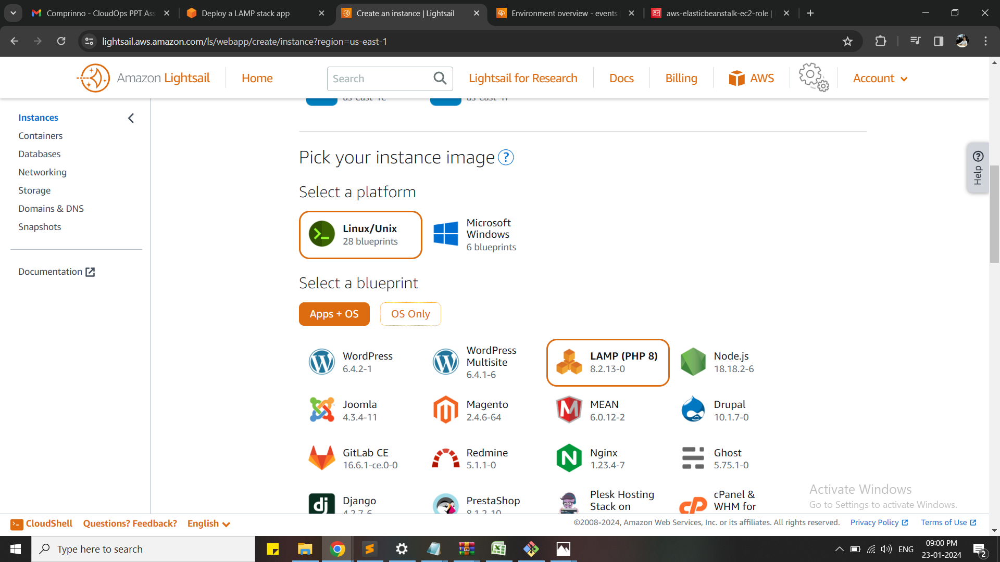 Comprinno - CloudOps PPT Ass
Deploy a LAMP stack app
Create an instance | Lightsail
Environment overview - events
aws-elasticbeanstalk-ec2-role |
lightsail.aws.amazon.com/ls/webapp/create/instance?region=us-east-1
Amazon Lightsail
Home
Search
Lightsail for Research
Docs
Billing
AWS
Account
Instances
Containers
Databases
Networking
Storage
Domains & DNS
Snapshots
Documentation
Pick your instance image ?
Select a platform
Linux/Unix
28 blueprints
Microsoft
Windows
6 blueprints
Select a blueprint
Apps + OS
OS Only
WordPress
6.4.2-1
WordPress
Multisite
6.4.1-6
LAMP (PHP 8)
8.2.13-0
Node.js
18.18.2-6
Joomla
4.3.4-11
Magento
2.4.6-64
MEAN
6.0.12-2
Drupal
10.1.7-0
GitLab CE
16.6.1-ce.0-0
Redmine
5.1.1-0
Nginx
1.23.4-7
Ghost
5.75.1-0
dj
Django
PrestaShop
Plesk Hosting
Stack on
cPanel &
WHM for
Help
Activate Windows
Go to Settings to activate Windows.
CloudShell
Questions? Feedback?
English
©2008-2024, Amazon Web Services, Inc. or its affiliates. All rights reserved.
Privacy Policy
Terms of Use
Type here to search
ENG
09:00 PM
23-01-2024
2